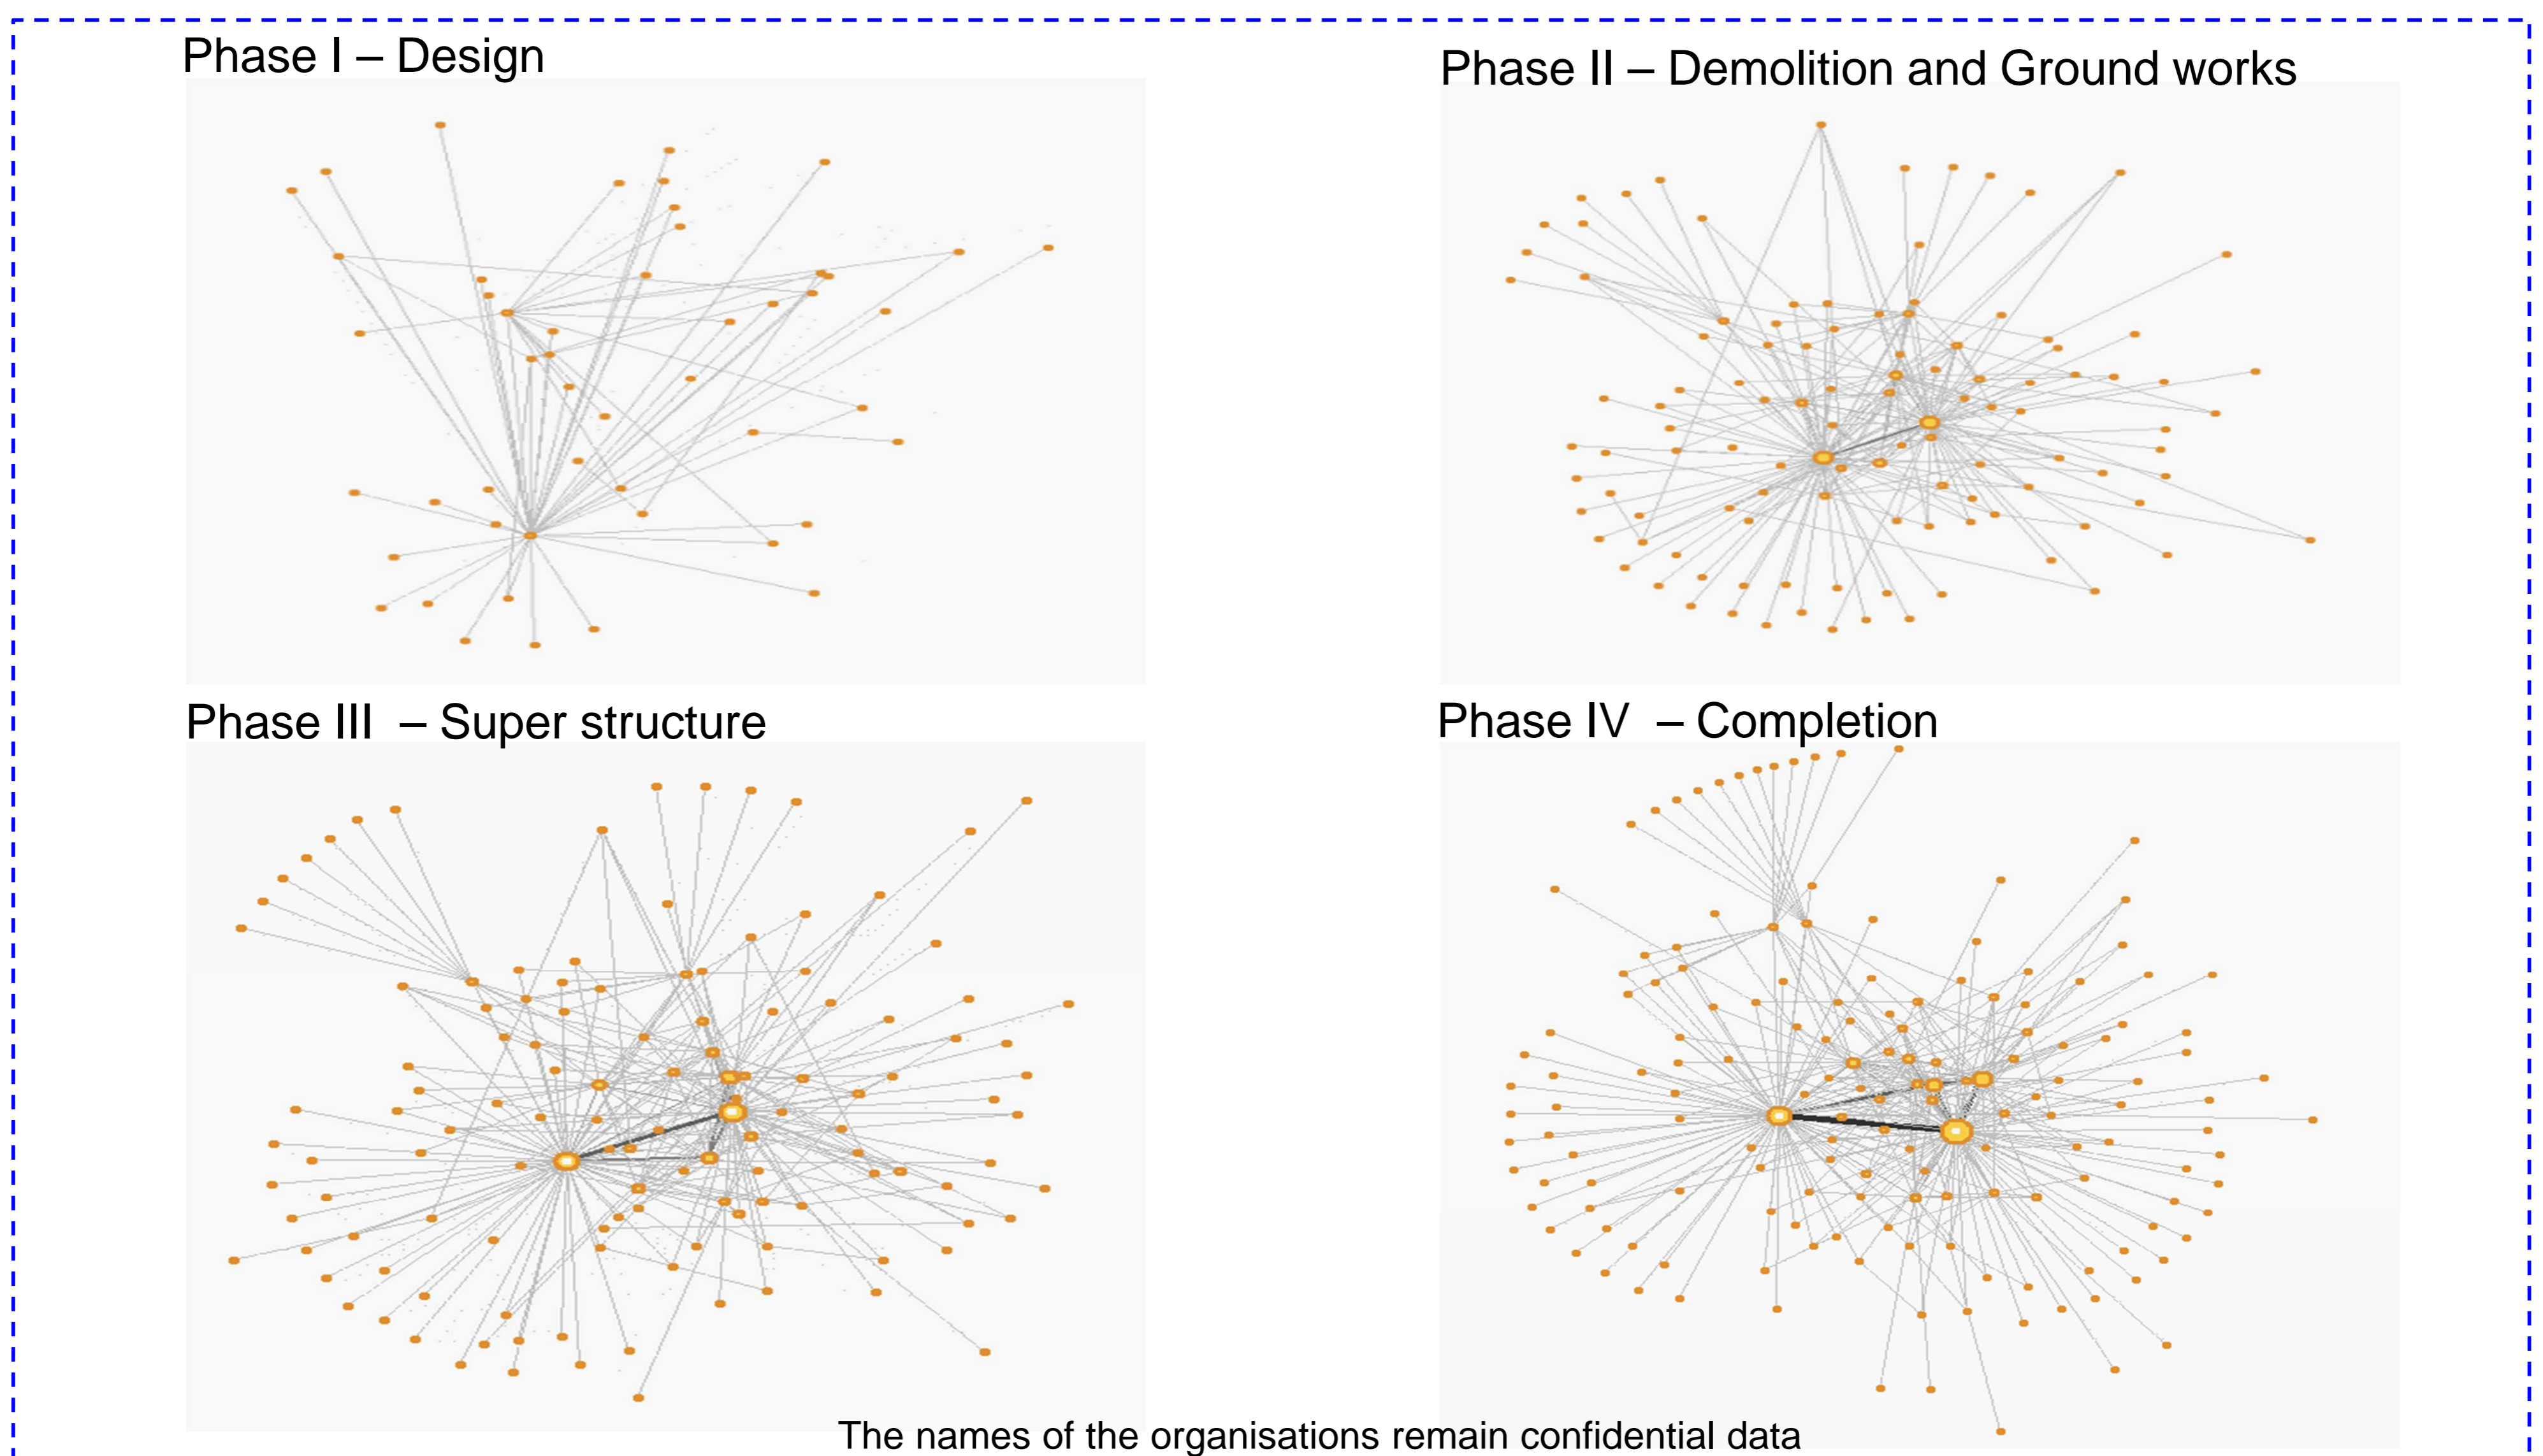 Phase I – Design
Phase II – Demolition and Ground works
Phase III – Super structure
Phase IV – Completion
The names of the organisations remain confidential data